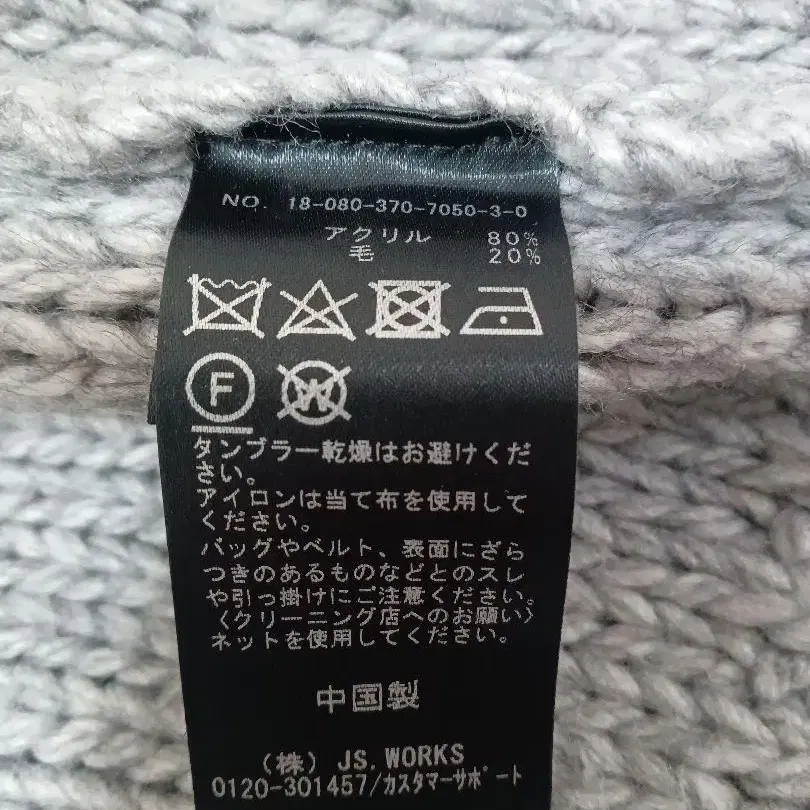 NO. 18-080-370-7050-3-0
アクリル 80%
毛 20%
F
W
タンブラー乾燥はお避けくだ
さい。
アイロンは当て布を使用して
ください。
バッグやベルト、表面にざら
つきのあるものなどとのスレ
や引っ掛けにご注意ください。
〈クリーニング店へのお願い〉
ネットを使用してください。
中国製
(株) JS.WORKS
0120-301457/カスタマーサポート